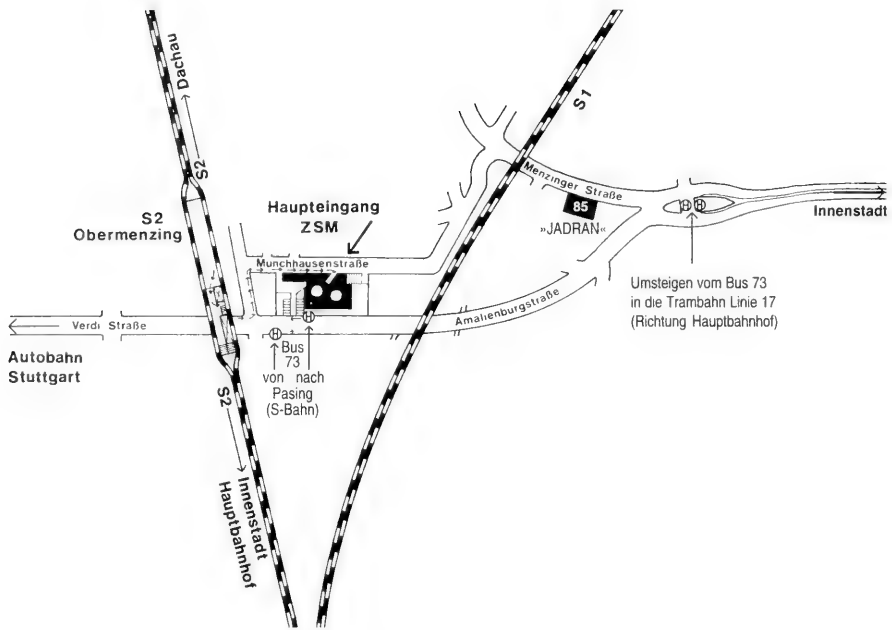 Dachau
S2
S1
S2
Obermenzing
Haupteingang
ZSM
Munchhausenstraße
Menzinger Straße
85
»JADRAN«
H H
Innenstadt
Umsteigen vom Bus 73
in die Trambahn Linie 17
(Richtung Hauptbahnhof)
Amalienburgstraße
Verdi Straße
Autobahn
Stuttgart
H
H
Bus
73
von nach
Pasing
(S-Bahn)
S2
Innenstadt
Hauptbahnhof